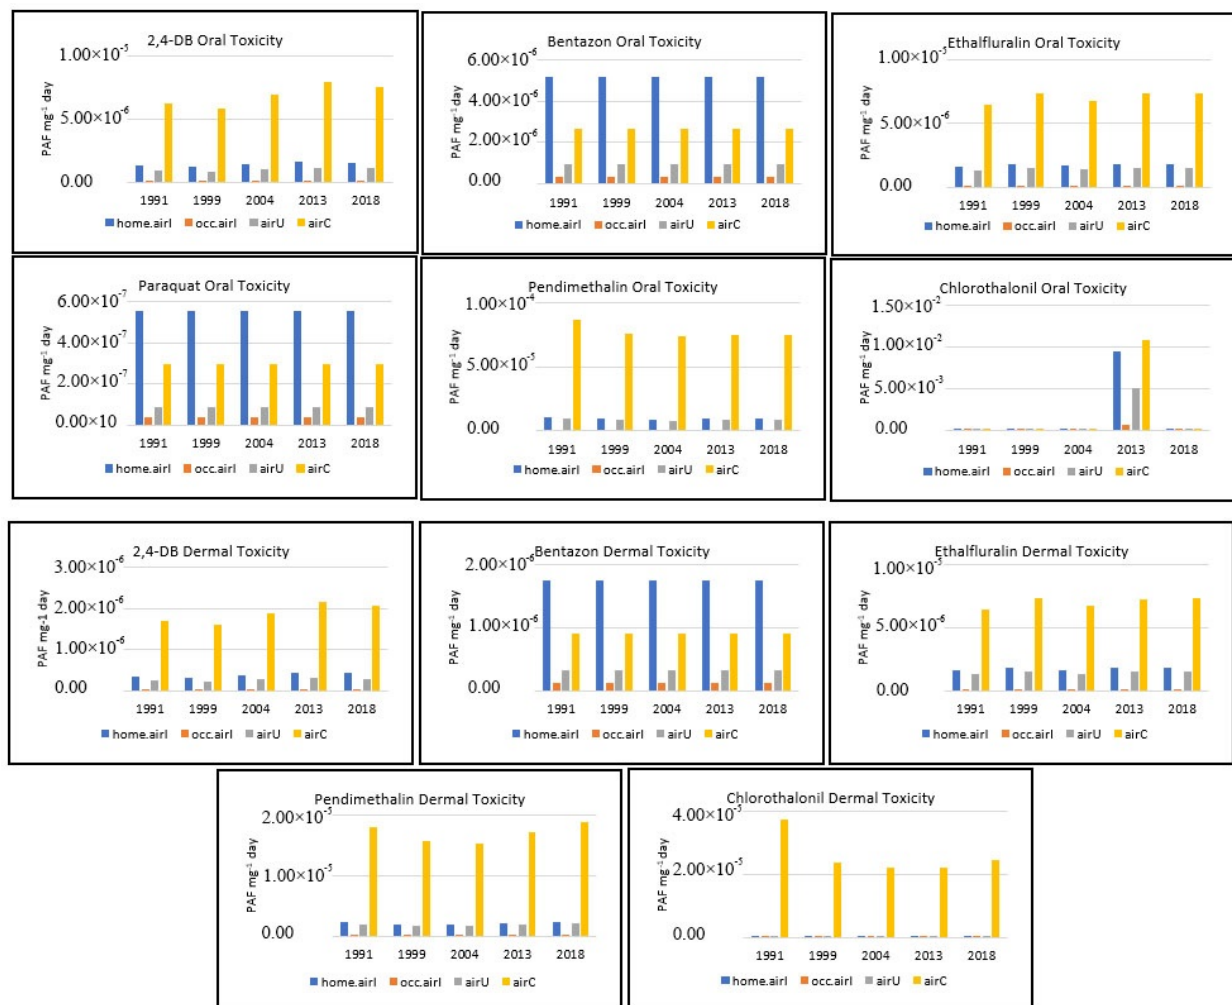 2,4-DB Oral Toxicity
PAF mg⁻¹ day
1.00×10⁻⁵
5.00×10⁻⁶
0.00
1991 1999 2004 2013 2018
home.airI occ.airI airU airC
Bentazon Oral Toxicity
PAF mg⁻¹ day
6.00×10⁻⁶
4.00×10⁻⁶
2.00×10⁻⁶
0.00
1991 1999 2004 2013 2018
home.airI occ.airI airU airC
Ethalfluralin Oral Toxicity
PAF mg⁻¹ day
1.00×10⁻⁵
5.00×10⁻⁶
0.00
1991 1999 2004 2013 2018
home.airI occ.airI airU airC
Paraquat Oral Toxicity
PAF mg⁻¹ day
6.00×10⁻⁷
4.00×10⁻⁷
2.00×10⁻⁷
0.00×10
1991 1999 2004 2013 2018
home.airI occ.airI airU airC
Pendimethalin Oral Toxicity
PAF mg⁻¹ day
1.00×10⁻⁴
5.00×10⁻⁵
0.00
1991 1999 2004 2013 2018
home.airI occ.airI airU airC
Chlorothalonil Oral Toxicity
PAF mg⁻¹ day
1.50×10⁻²
1.00×10⁻²
5.00×10⁻³
0.00
1991 1999 2004 2013 2018
home.airI occ.airI airU airC
2,4-DB Dermal Toxicity
PAF mg-1 day
3.00×10⁻⁶
2.00×10⁻⁶
1.00×10⁻⁶
0.00
1991 1999 2004 2013 2018
home.airI occ.airI airU airC
Bentazon Dermal Toxicity
PAF mg⁻¹ day
2.00×10⁻⁶
1.00×10⁻⁶
0.00
1991 1999 2004 2013 2018
home.airI occ.airI airU airC
Ethalfluralin Dermal Toxicity
PAF mg⁻¹ day
1.00×10⁻⁵
5.00×10⁻⁶
0.00
1991 1999 2004 2013 2018
home.airI occ.airI airU airC
Pendimethalin Dermal Toxicity
PAF mg⁻¹ day
2.00×10⁻⁵
1.00×10⁻⁵
0.00
1991 1999 2004 2013 2018
home.airI occ.airI airU airC
Chlorothalonil Dermal Toxicity
PAF mg⁻¹ day
4.00×10⁻⁵
2.00×10⁻⁵
0.00
1991 1999 2004 2013 2018
home.airI occ.airI airU airC